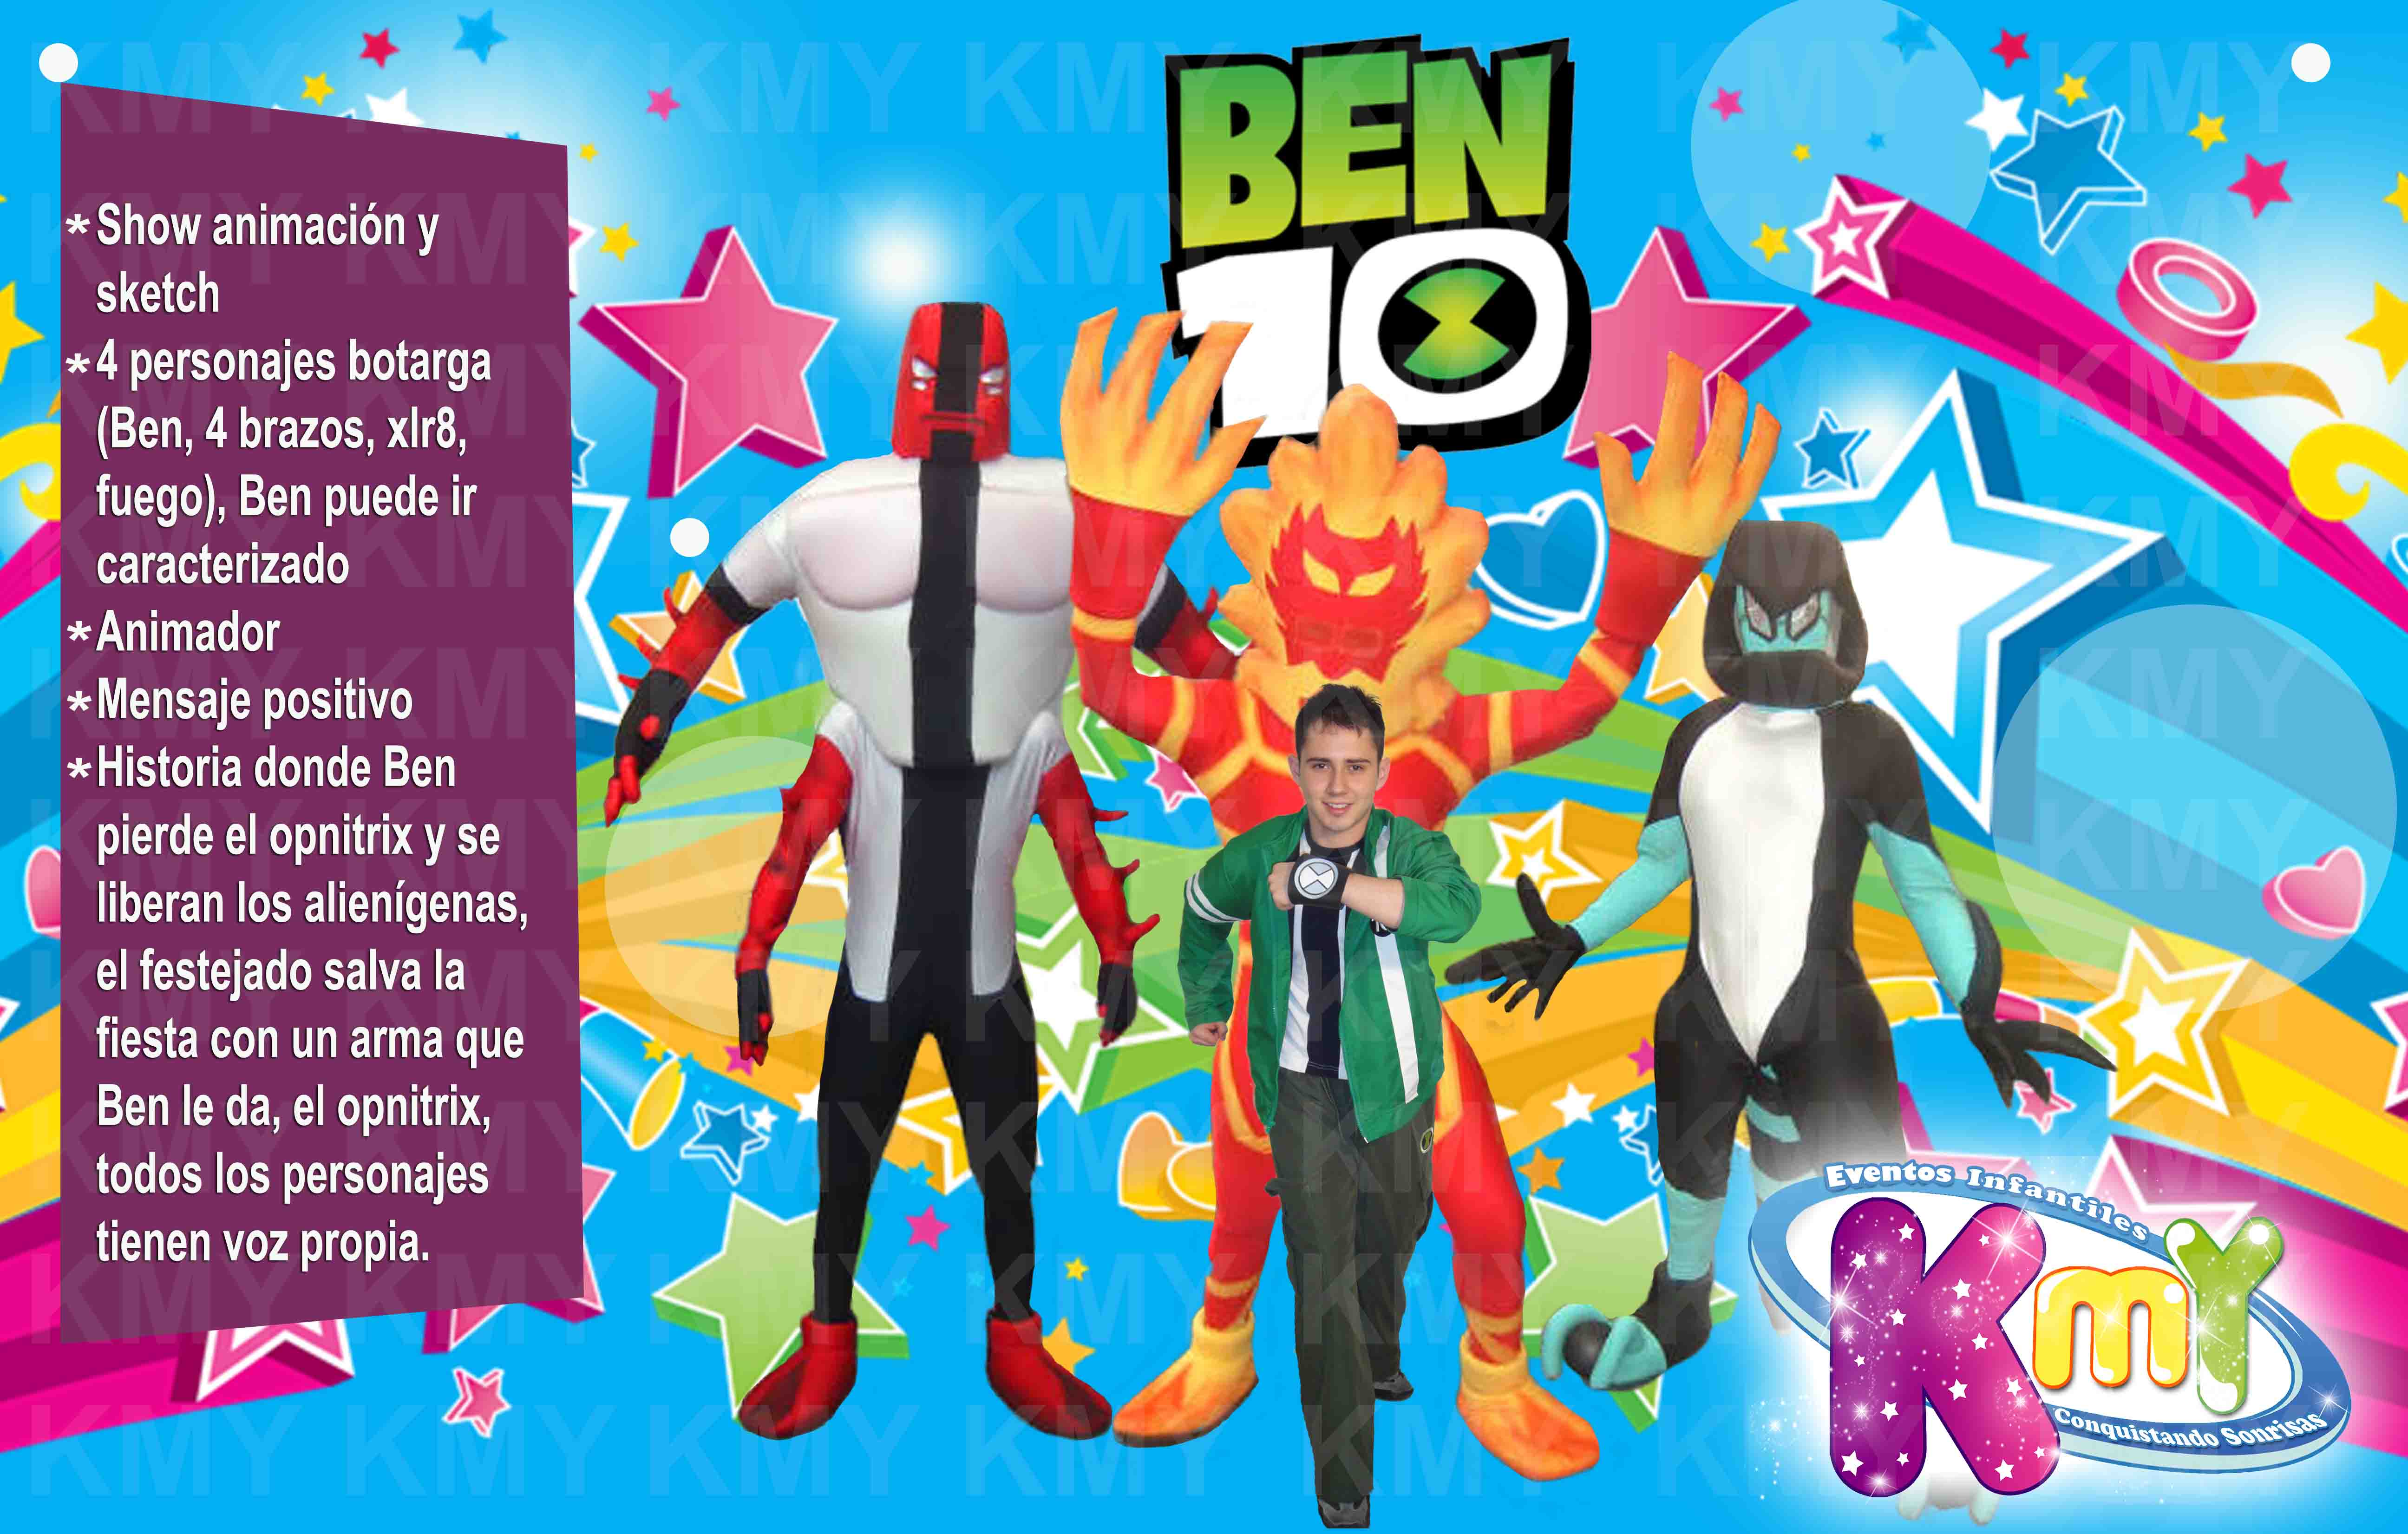 BEN
10
*Show animación y
sketch
*4 personajes botarga
(Ben, 4 brazos, xlr8,
fuego), Ben puede ir
caracterizado
*Animador
*Mensaje positivo
*Historia donde Ben
pierde el opnitrix y se
liberan los alienígenas,
el festejado salva la
fiesta con un arma que
Ben le da, el opnitrix,
todos los personajes
tienen voz propia.
Eventos Infantiles
KmY
Conquistando Sonrisas